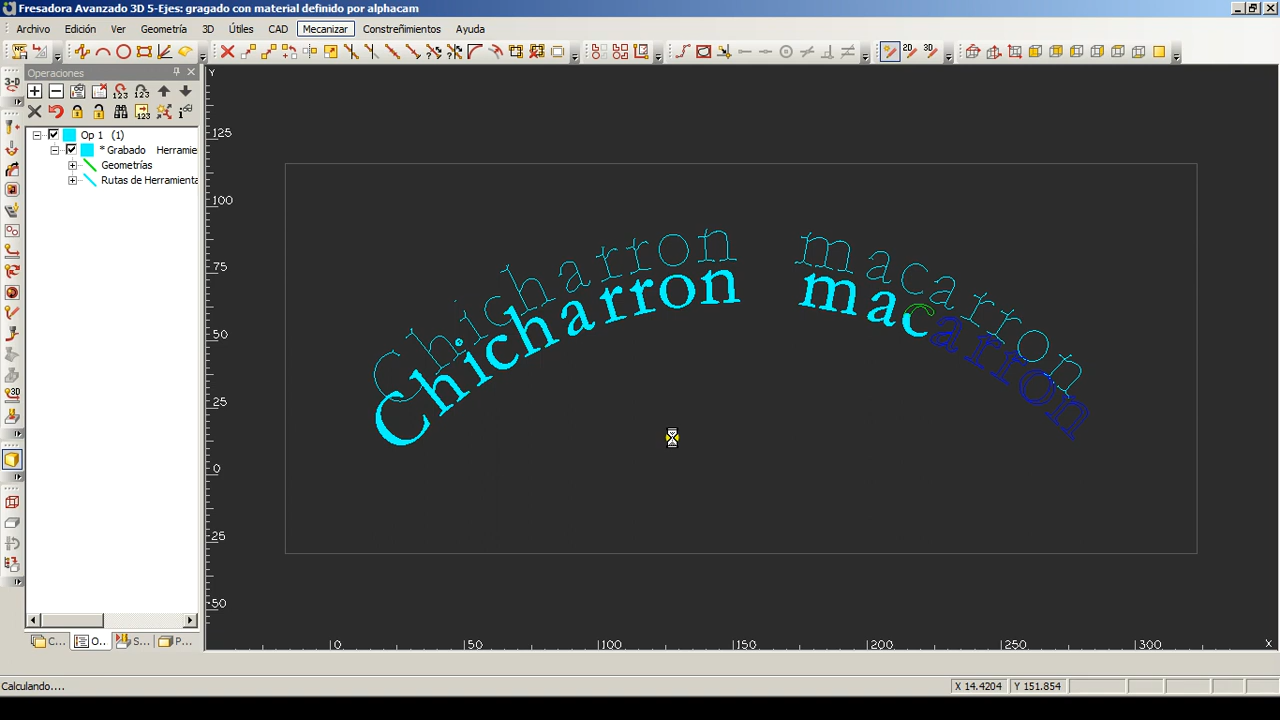 Fresadora Avanzado 3D 5-Ejes: gragado con material definido por alphacam
Archivo Edición Ver Geometría 3D Útiles CAD Mecanizar Constreñimientos Ayuda
Operaciones
Op 1 (1)
* Grabado Herramie
Geometrías
Rutas de Herramienta
C... O.. S... P...
Y
125
100
75
50
25
0
-25
-50
Chicharron macarron
Chicharron macarron
0 50 100 150 200 250 300 X
Calculando....
X 14.4204 Y 151.854